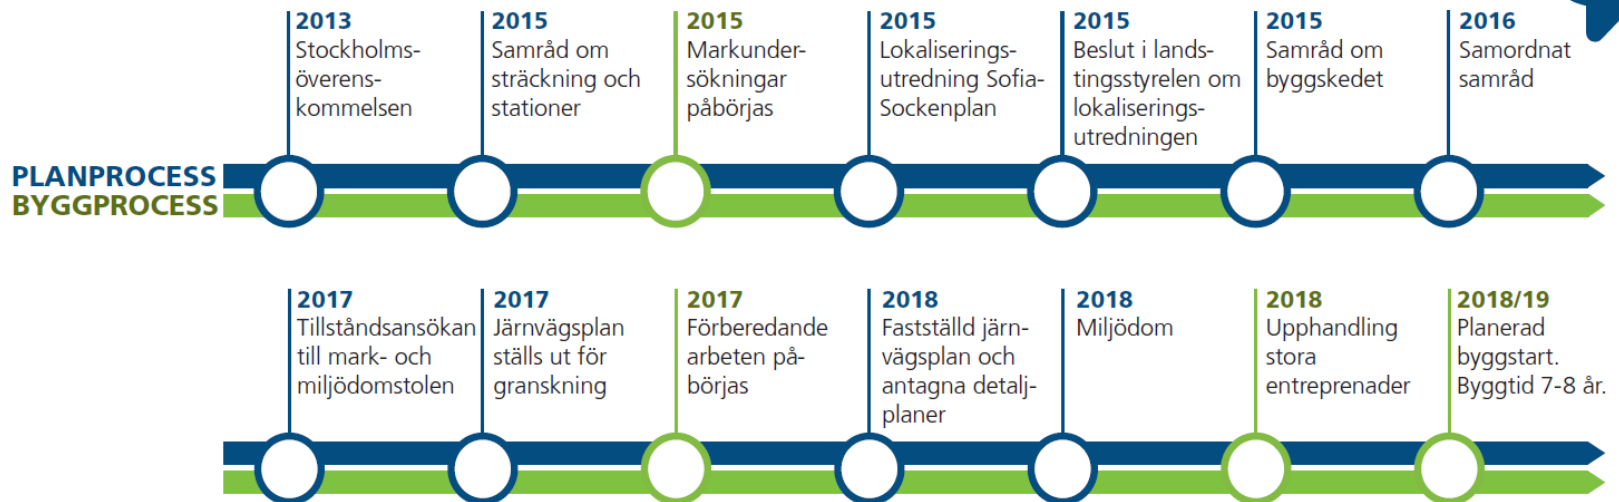 2013
Stockholms-
överens-
kommelsen
2015
Samråd om
sträckning och
stationer
2015
Markunder-
sökningar
påbörjas
2015
Lokaliserings-
utredning Sofia-
Sockenplan
2015
Beslut i lands-
tingsstyrelen om
lokaliserings-
utredningen
2015
Samråd om
byggskedet
2016
Samordnat
samråd
PLANPROCESS
BYGGPROCESS
2017
Tillståndsansökan
till mark- och
miljödomstolen
2017
Järnvägsplan
ställs ut för
granskning
2017
Förberedande
arbeten på-
börjas
2018
Fastställd järn-
vägsplan och
antagna detalj-
planer
2018
Miljödom
2018
Upphandling
stora
entreprenader
2018/19
Planerad
byggstart.
Byggtid 7-8 år.